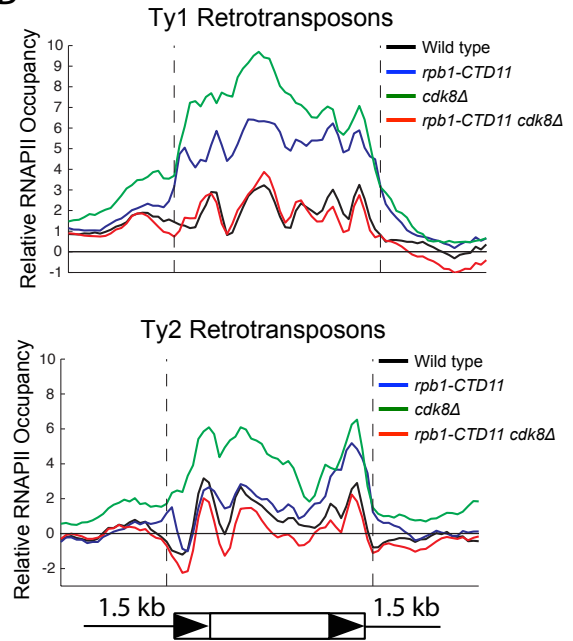 Ty1 Retrotransposons
Relative RNAPII Occupancy
10
9
8
7
6
5
4
3
2
1
0
-1
Wild type
rpb1-CTD11
cdk8Δ
rpb1-CTD11 cdk8Δ
Ty2 Retrotransposons
Relative RNAPII Occupancy
10
8
6
4
2
0
-2
Wild type
rpb1-CTD11
cdk8Δ
rpb1-CTD11 cdk8Δ
1.5 kb
1.5 kb